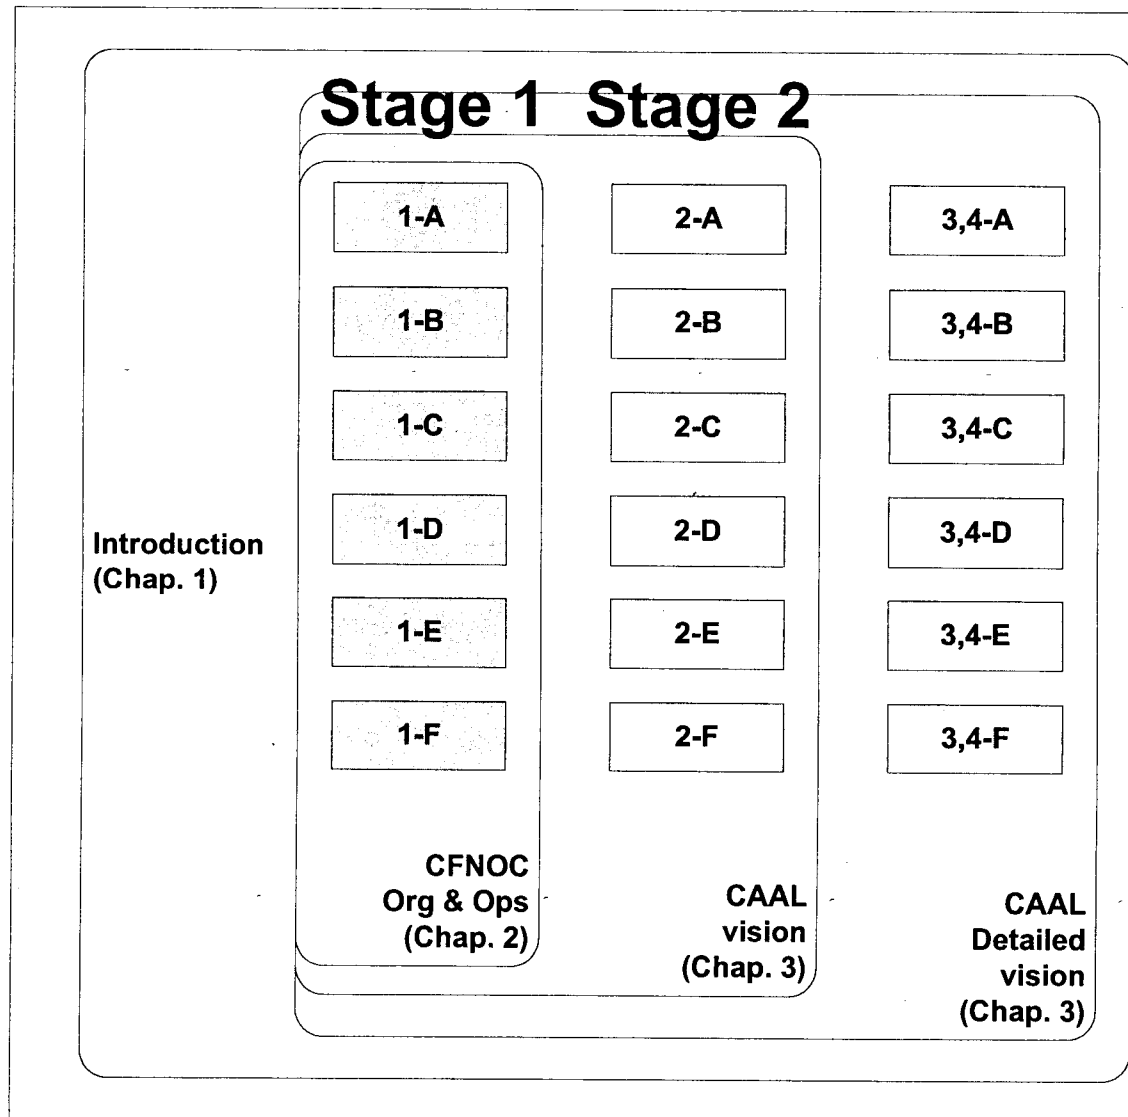 Stage 1 Stage 2
1-A 2-A 3,4-A
1-B 2-B 3,4-B
1-C 2-C 3,4-C
1-D 2-D 3,4-D
Introduction
(Chap. 1)
1-E 2-E 3,4-E
1-F 2-F 3,4-F
CFNOC
Org & Ops
(Chap. 2)
CAAL
vision
(Chap. 3)
CAAL
Detailed
vision
(Chap. 3)